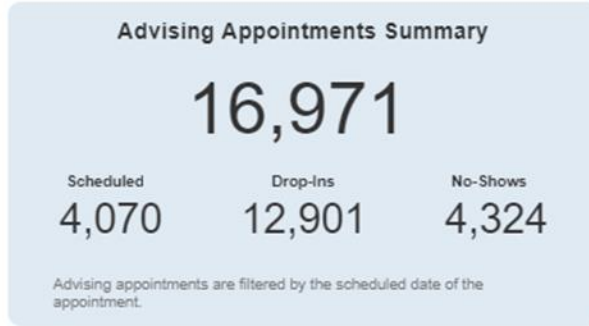 Advising Appointments Summary
16,971
Scheduled Drop-Ins No-Shows
4,070 12,901 4,324
Advising appointments are filtered by the scheduled date of the
appointment.